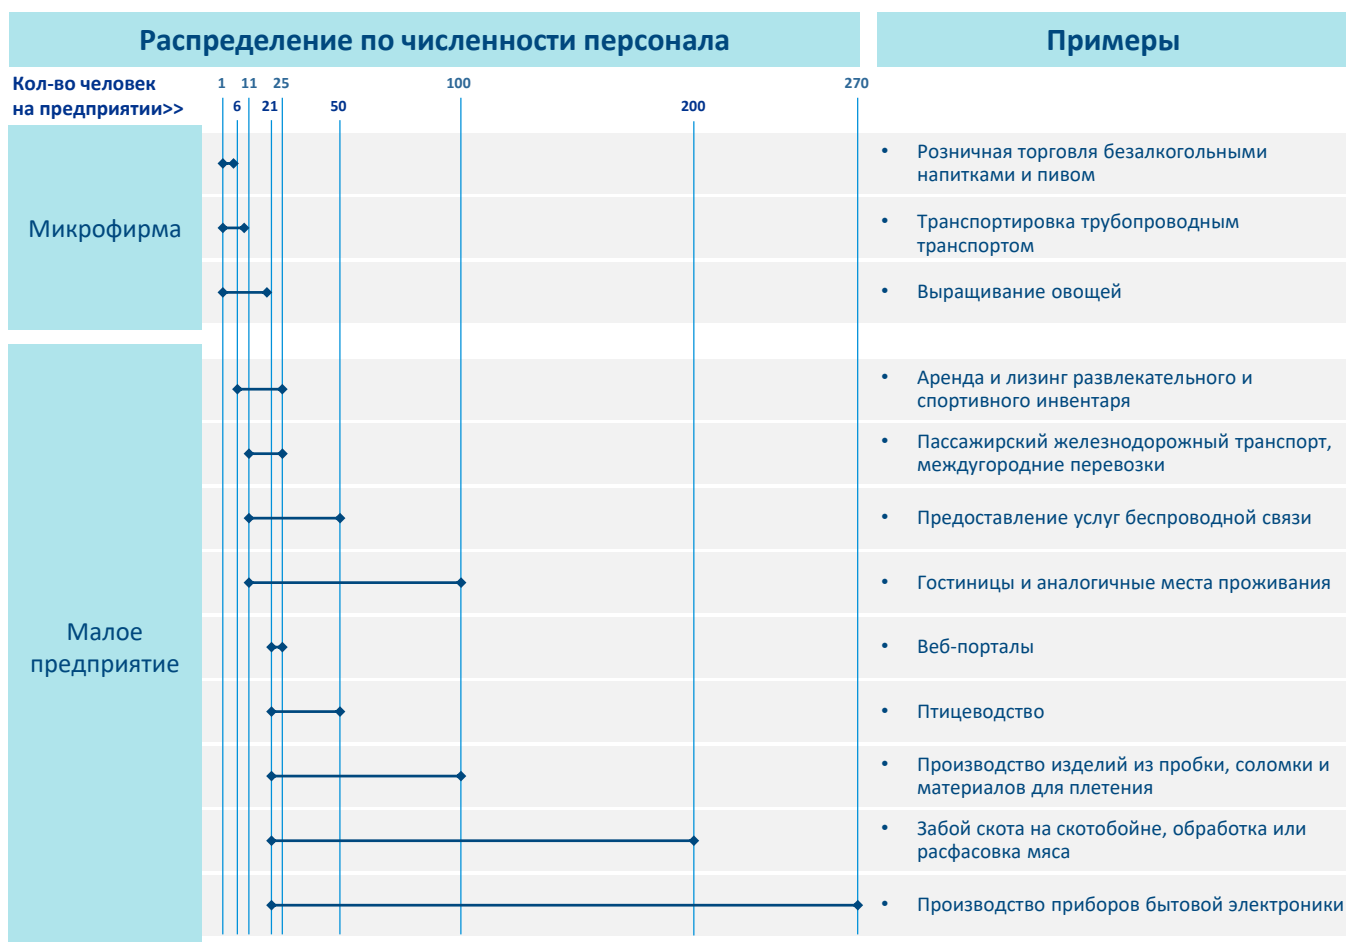 Распределение по численности персонала
Примеры
Кол-во человек
на предприятии>>
1 11 25 100 270
6 21 50 200
Микрофирма
• Розничная торговля безалкогольными
напитками и пивом
• Транспортировка трубопроводным
транспортом
• Выращивание овощей
Малое
предприятие
• Аренда и лизинг развлекательного и
спортивного инвентаря
• Пассажирский железнодорожный транспорт,
междугородние перевозки
• Предоставление услуг беспроводной связи
• Гостиницы и аналогичные места проживания
• Веб-порталы
• Птицеводство
• Производство изделий из пробки, соломки и
материалов для плетения
• Забой скота на скотобойне, обработка или
расфасовка мяса
• Производство приборов бытовой электроники